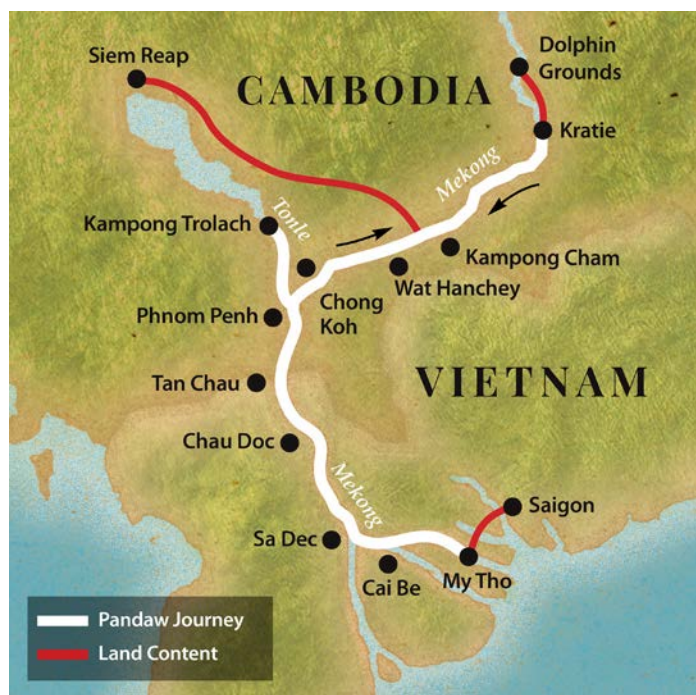 Siem Reap
CAMBODIA
Dolphin
Grounds
Kratie
Mekong
Tonle
Kampong Trolach
Kampong Cham
Wat Hanchey
Chong
Koh
Phnom Penh
VIETNAM
Tan Chau
Chau Doc
Mekong
Saigon
Sa Dec
Cai Be
My Tho
Pandaw Journey
Land Content